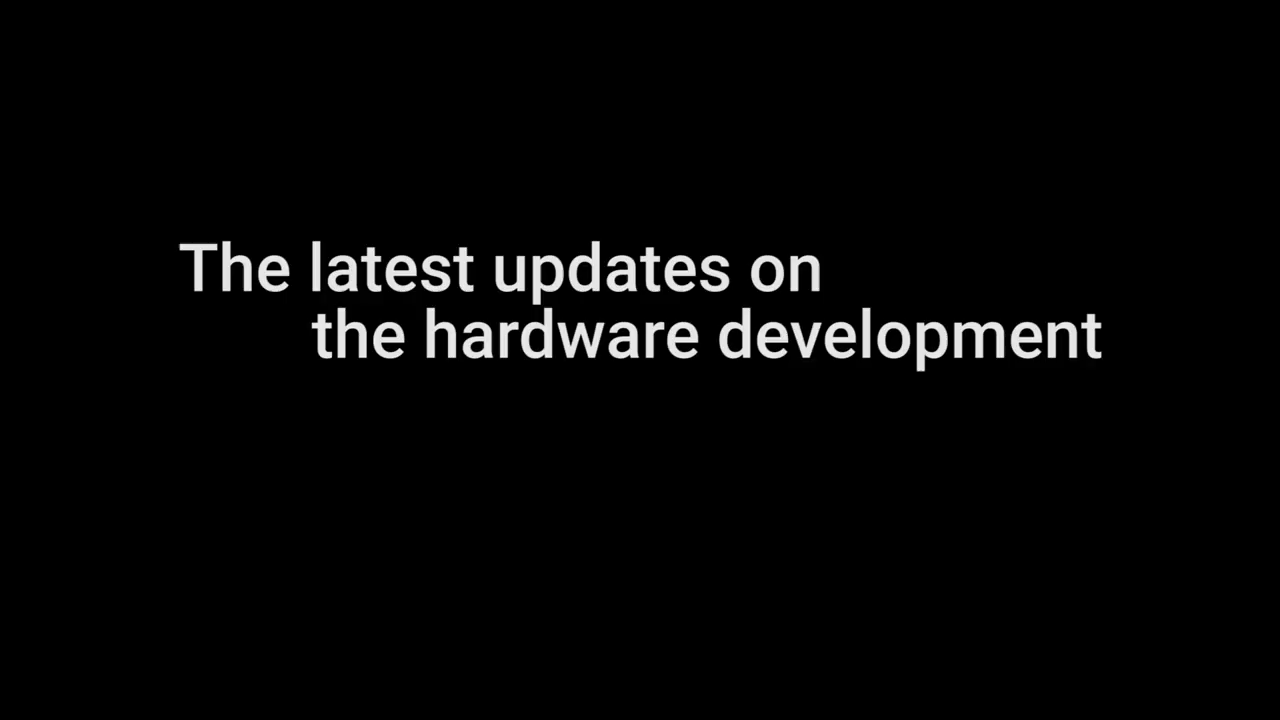 The latest updates on
the hardware development